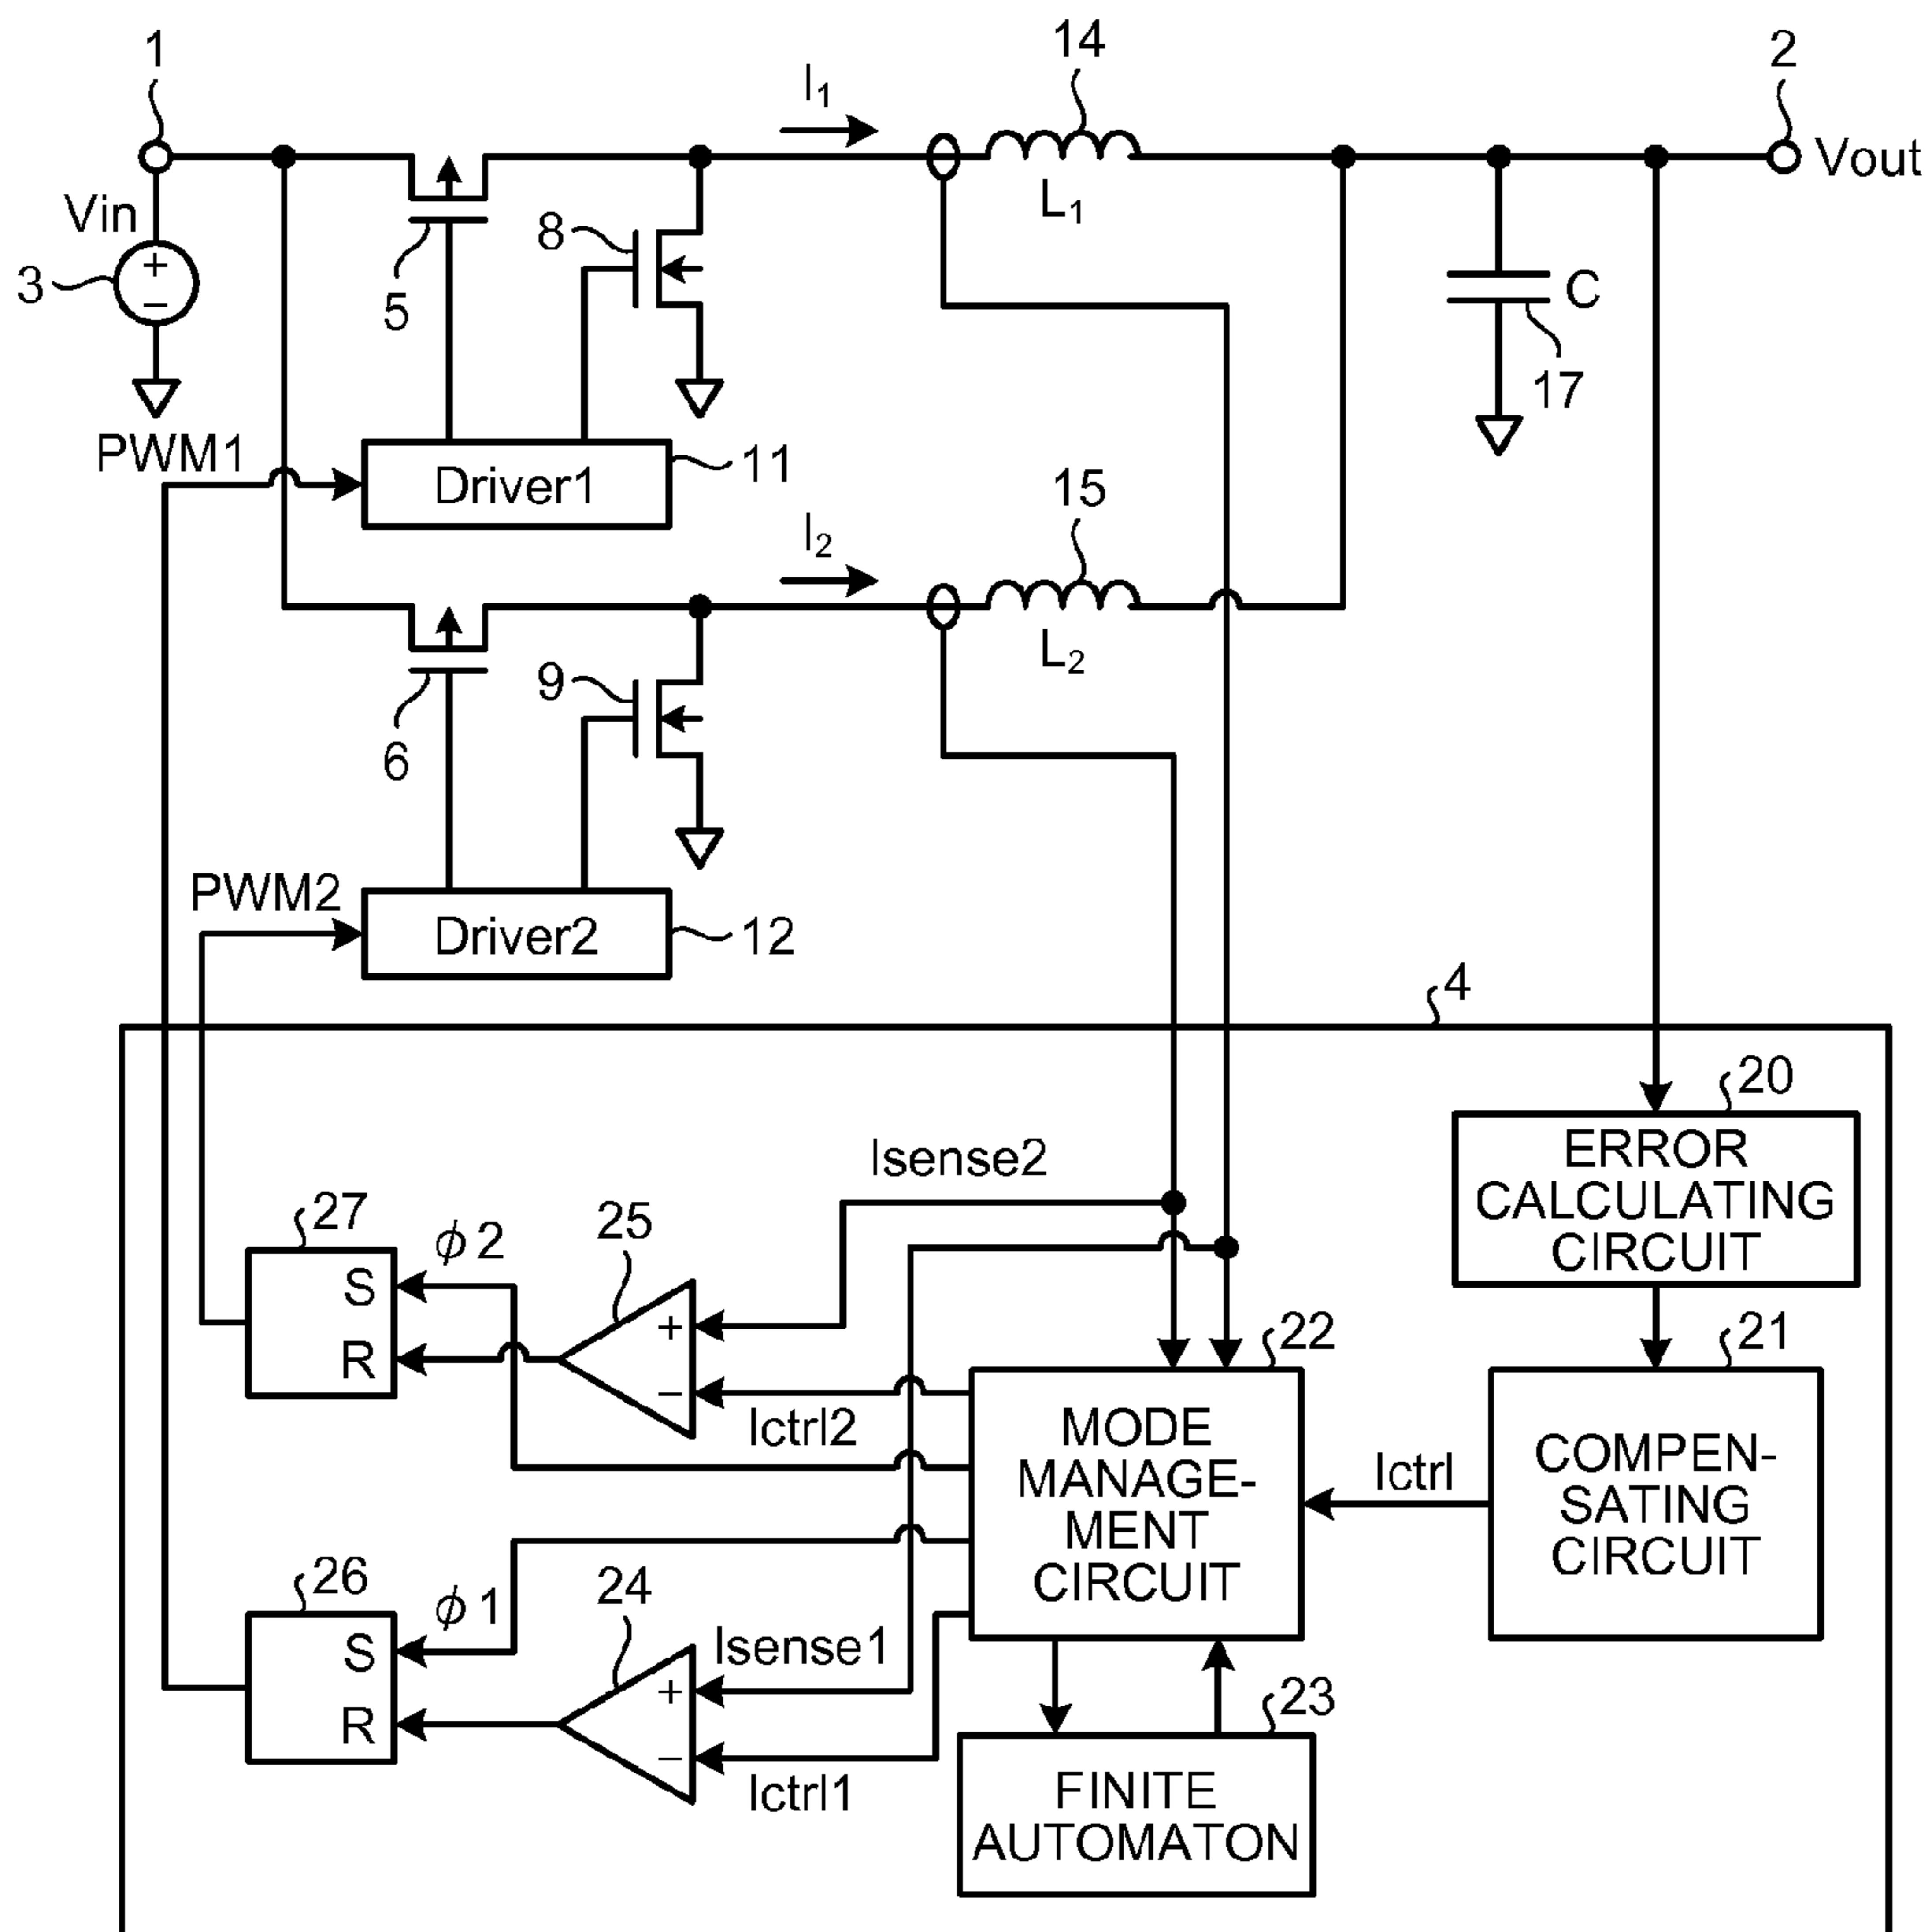 1
14
2
I₁
Vout
Vin
8
L₁
+
3
−
5
C
17
PWM1
11
Driver1
15
I₂
9
L₂
6
PWM2
Driver2
12
4
20
ERROR
CALCULATING
CIRCUIT
Isense2
27
25
ϕ2
S
+
R
22
21
−
Ictrl2
MODE
MANAGE-
MENT
CIRCUIT
COMPEN-
SATING
CIRCUIT
Ictrl
26
24
ϕ1
S
Isense1
+
R
23
−
Ictrl1
FINITE
AUTOMATON